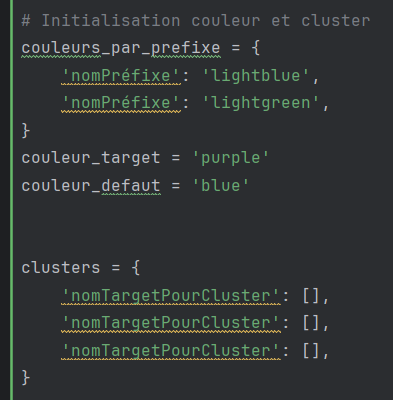 # Initialisation couleur et cluster
couleurs_par_prefixe = {
    'nomPréfixe': 'lightblue',
    'nomPréfixe': 'lightgreen',
}
couleur_target = 'purple'
couleur_defaut = 'blue'
clusters = {
    'nomTargetPourCluster': [],
    'nomTargetPourCluster': [],
    'nomTargetPourCluster': [],
}